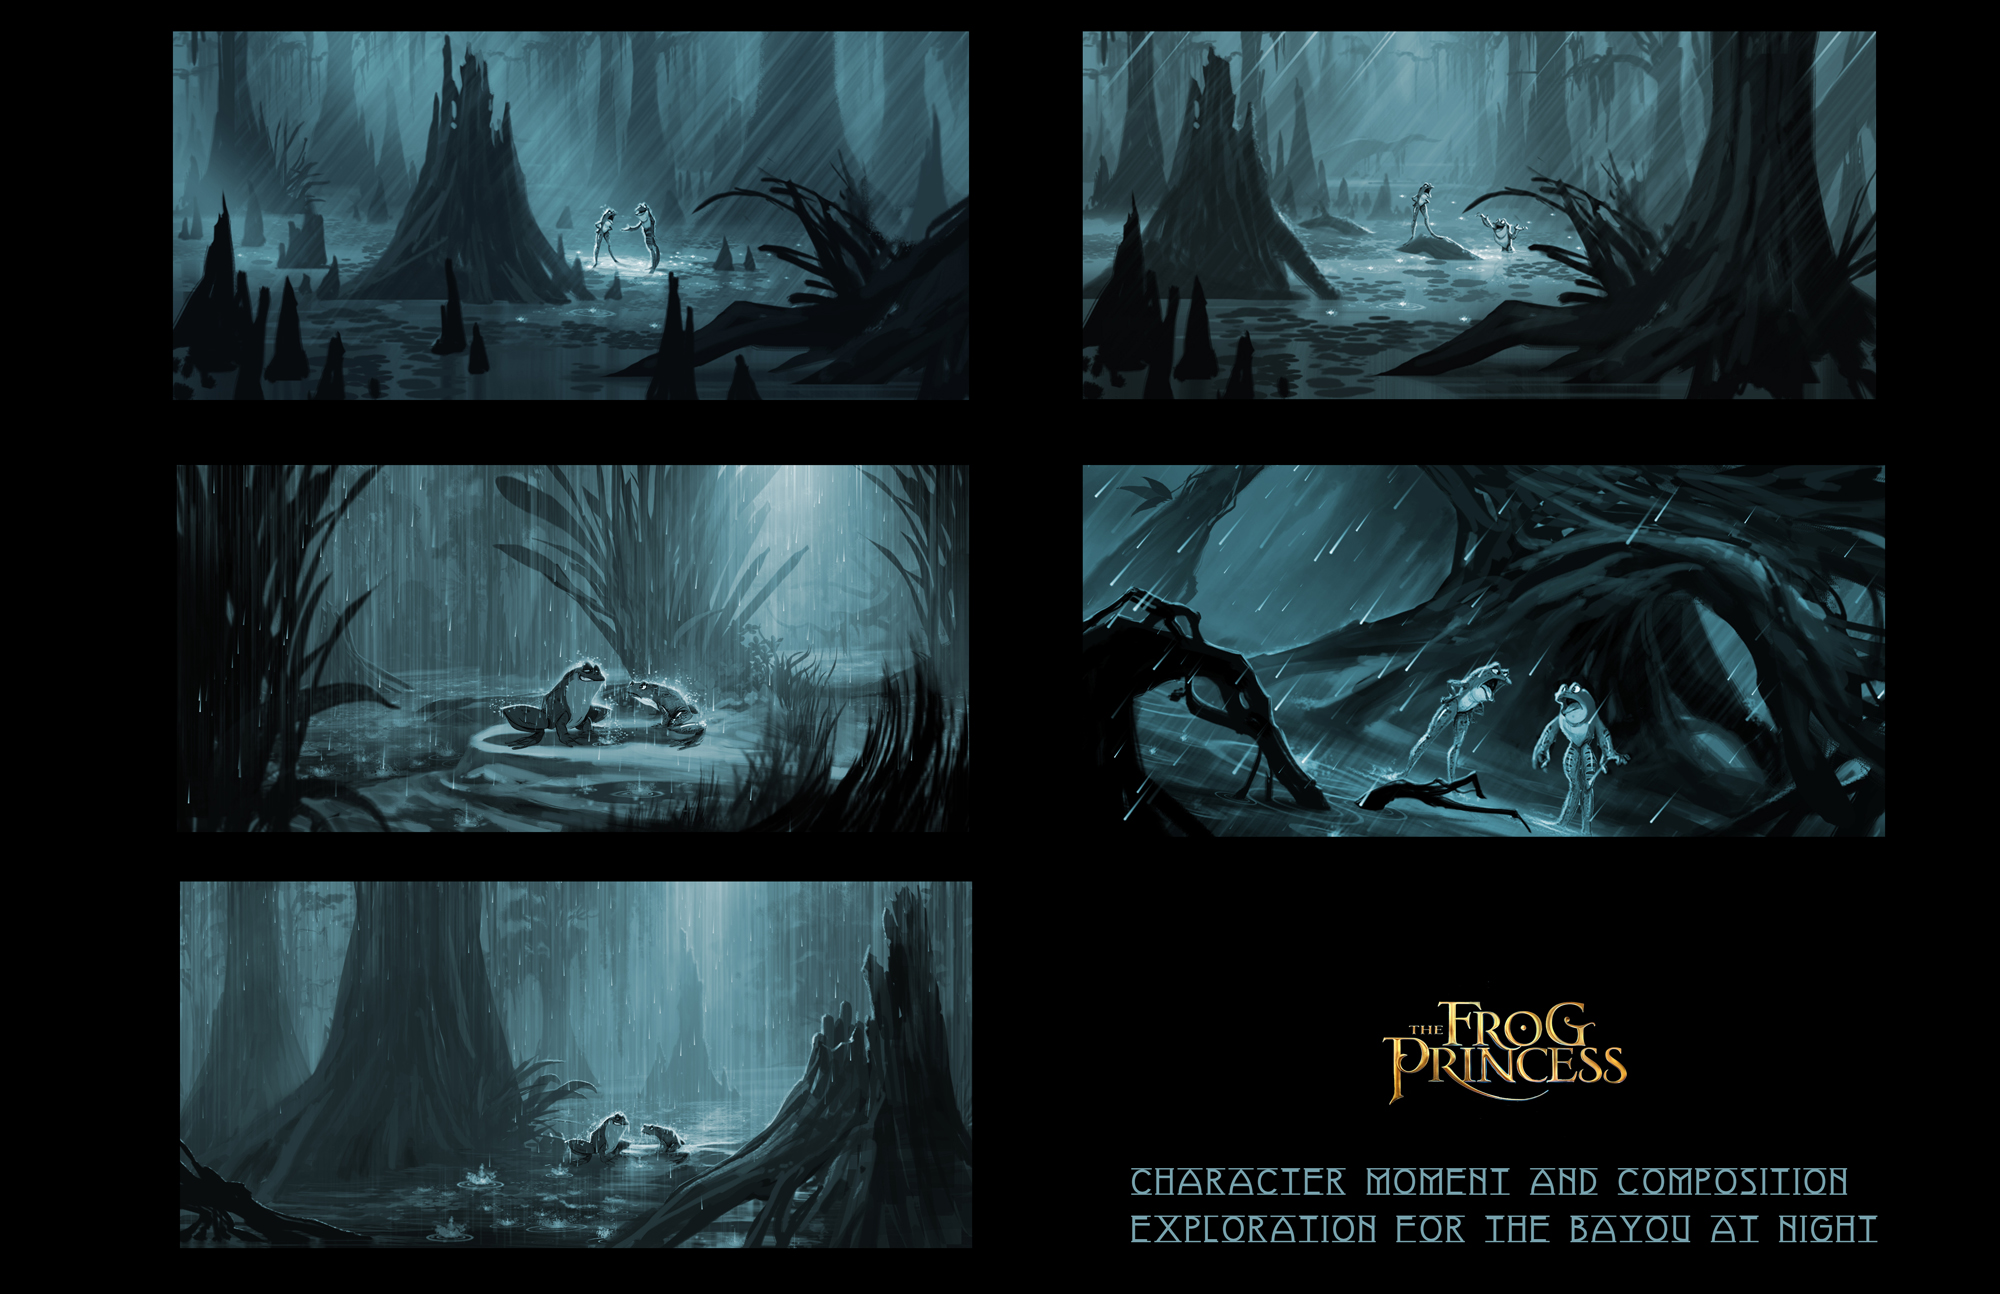 THE FROG
PRINCESS
CHARACTER MOMENT AND COMPOSITION
EXPLORATION FOR THE BAYOU AT NIGHT